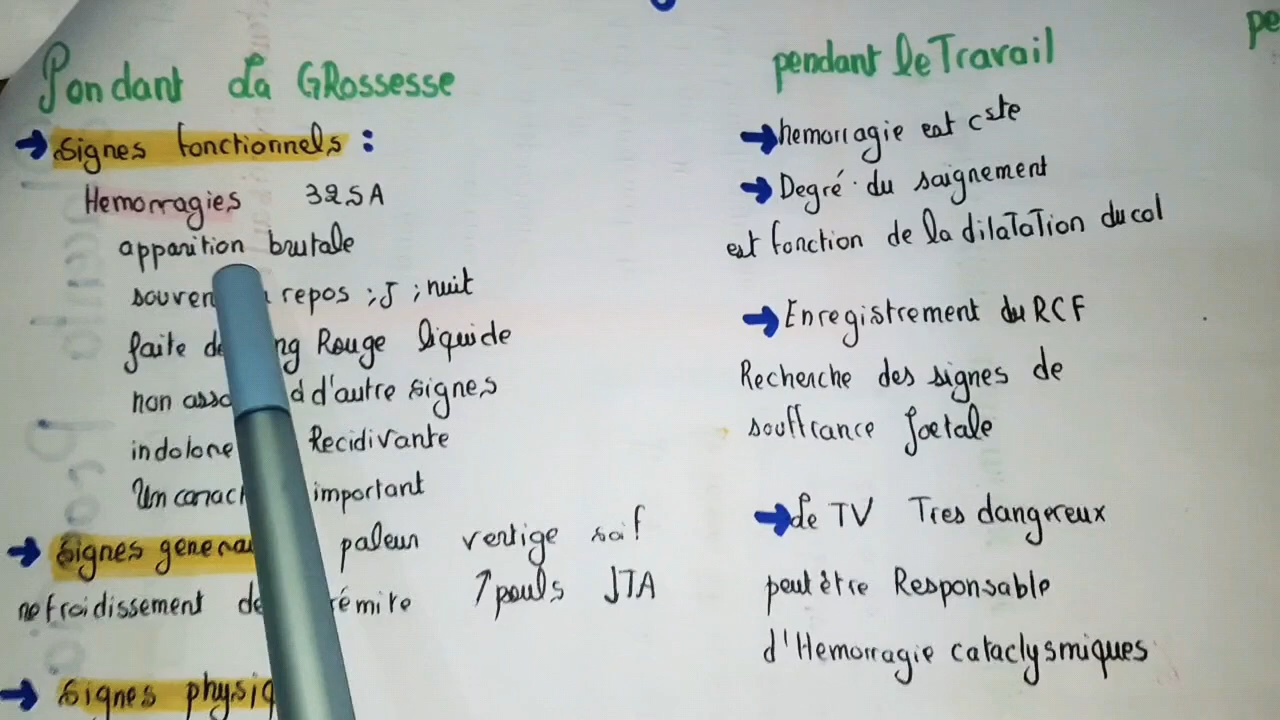 Pendant La GRossesse
Signes fonctionnels :
Hemorragies 32SA
apparition brutale
repos ; J ; nuit
Rouge liquide
non d'autre signes
Recidivante
Un important
Signes paleur vertige soif
refroidissement ↑pouls ↓TA
Signes
pendant le Travail
hemorragie est cste
Degré du saignement
est fonction de la dilataTion du col
Enregistrement du RCF
Recherche des signes de
souffrance foetale
Le TV Tres dangereux
peut être Responsable
d'Hemorragie cataclysmiques
pe